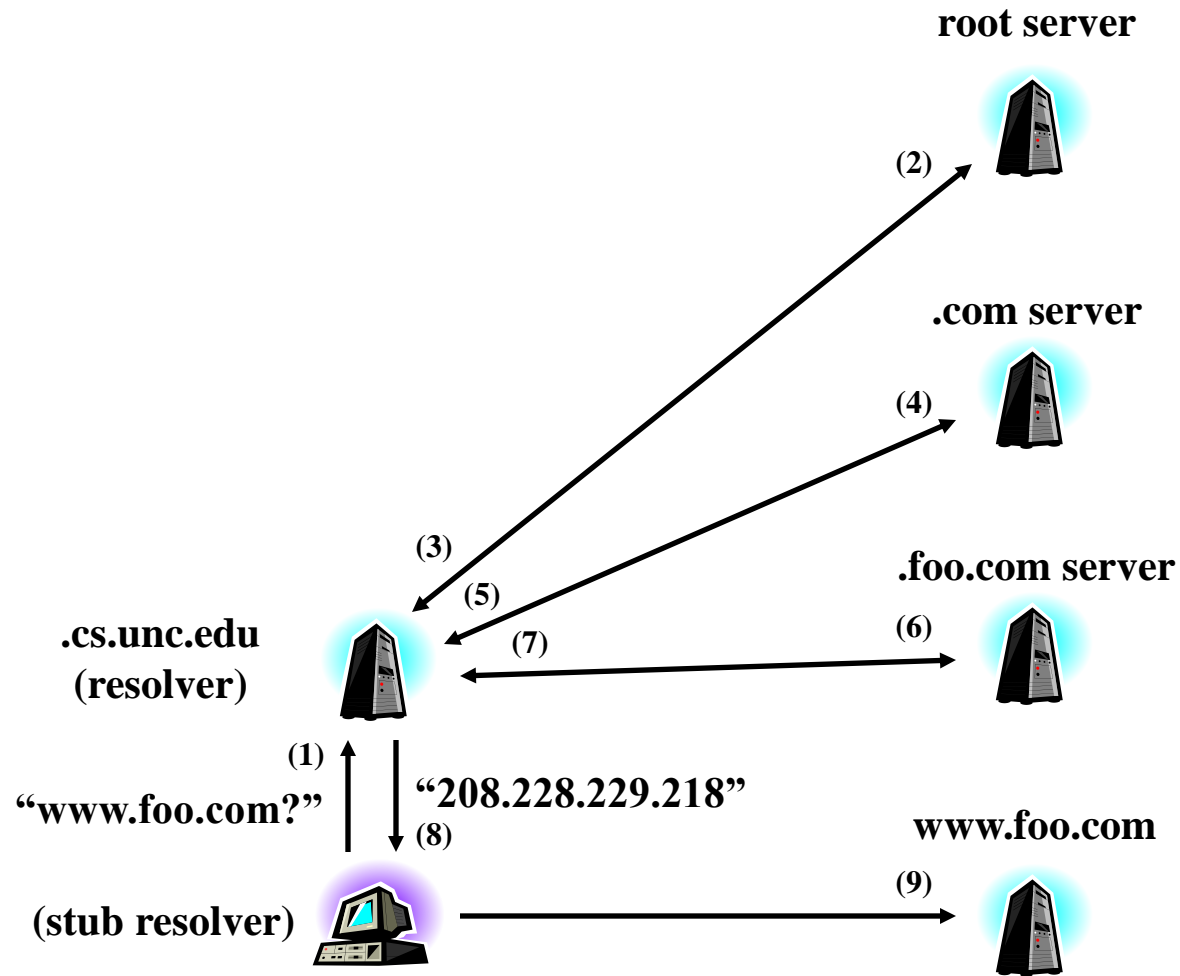 root server
(2)
.com server
(4)
(3)
.foo.com server
(5)
(6)
(7)
.cs.unc.edu
(resolver)
(1)
“www.foo.com?”
“208.228.229.218”
(8)
www.foo.com
(9)
(stub resolver)